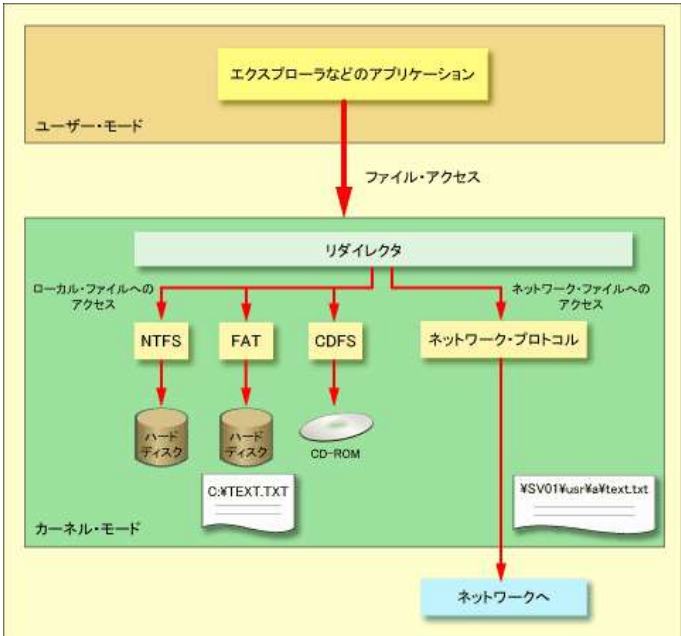 エクスプローラなどのアプリケーション
ユーザー・モード
ファイル・アクセス
リダイレクタ
ローカル・ファイルへの
アクセス
ネットワーク・ファイルへの
アクセス
NTFS
FAT
CDFS
ネットワーク・プロトコル
ハード
ディスク
ハード
ディスク
CD-ROM
C:¥TEXT.TXT
¥SV01¥usr¥a¥text.txt
カーネル・モード
ネットワークへ